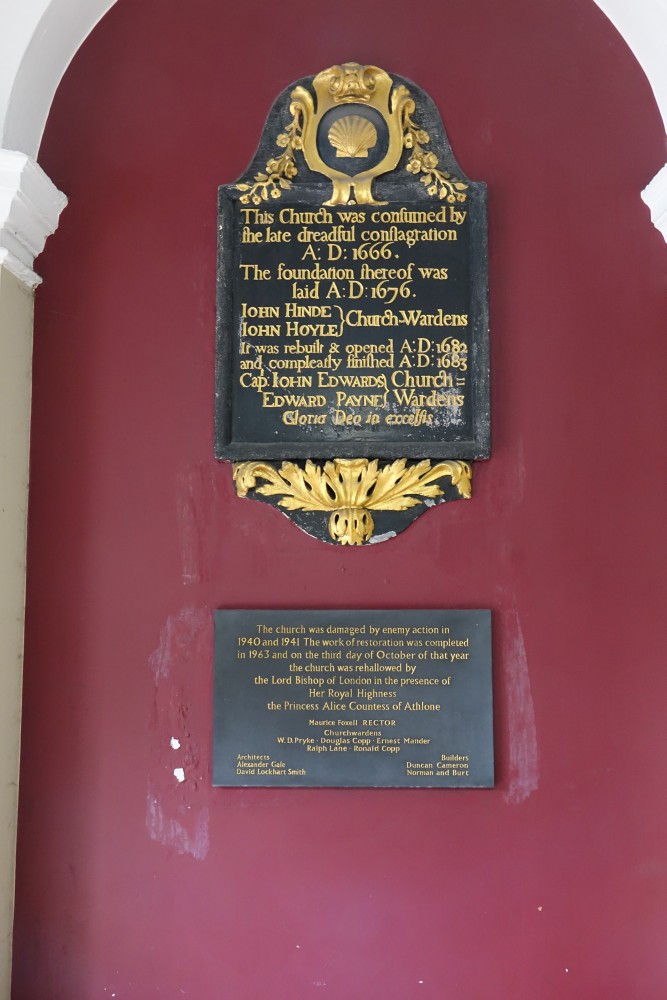 This Church was conſumed by
the late dreadful conflagration
A: D: 1666.
The foundation thereof was
laid A: D: 1676.
IOHN HINDE } Church-Wardens
IOHN HOYLE
It was rebuilt & opened A: D: 1682
and compleatly finiſhed A: D: 1683
Cap: IOHN EDWARDS } Church =
EDWARD PAYNE } Wardens
Gloria Deo in excelſis
The church was damaged by enemy action in
1940 and 1941 The work of restoration was completed
in 1963 and on the third day of October of that year
the church was rehallowed by
the Lord Bishop of London in the presence of
Her Royal Highness
the Princess Alice Countess of Athlone
Maurice Foxell RECTOR
Churchwardens
W. D. Pryke · Douglas Copp · Ernest Mander
Ralph Lane · Ronald Copp
Architects
Alexander Gale
David Lockhart Smith
Builders
Duncan Cameron
Norman and Burt